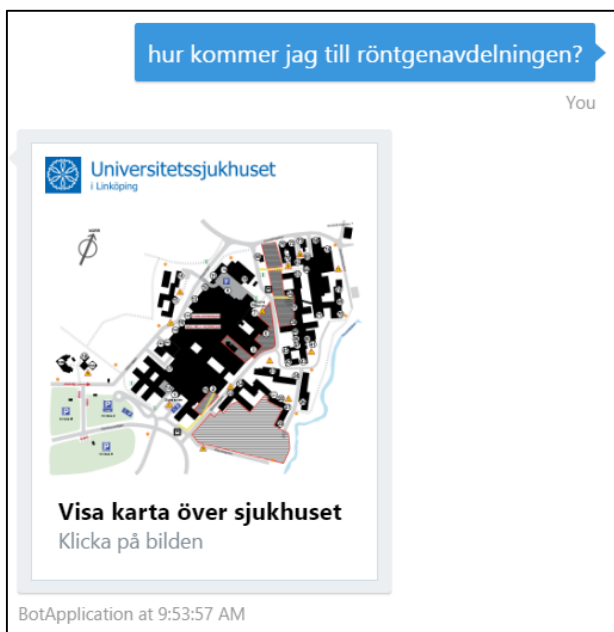 hur kommer jag till röntgenavdelningen?
You
Universitetssjukhuset
i Linköping
P
P
P
P
Visa karta över sjukhuset
Klicka på bilden
BotApplication at 9:53:57 AM